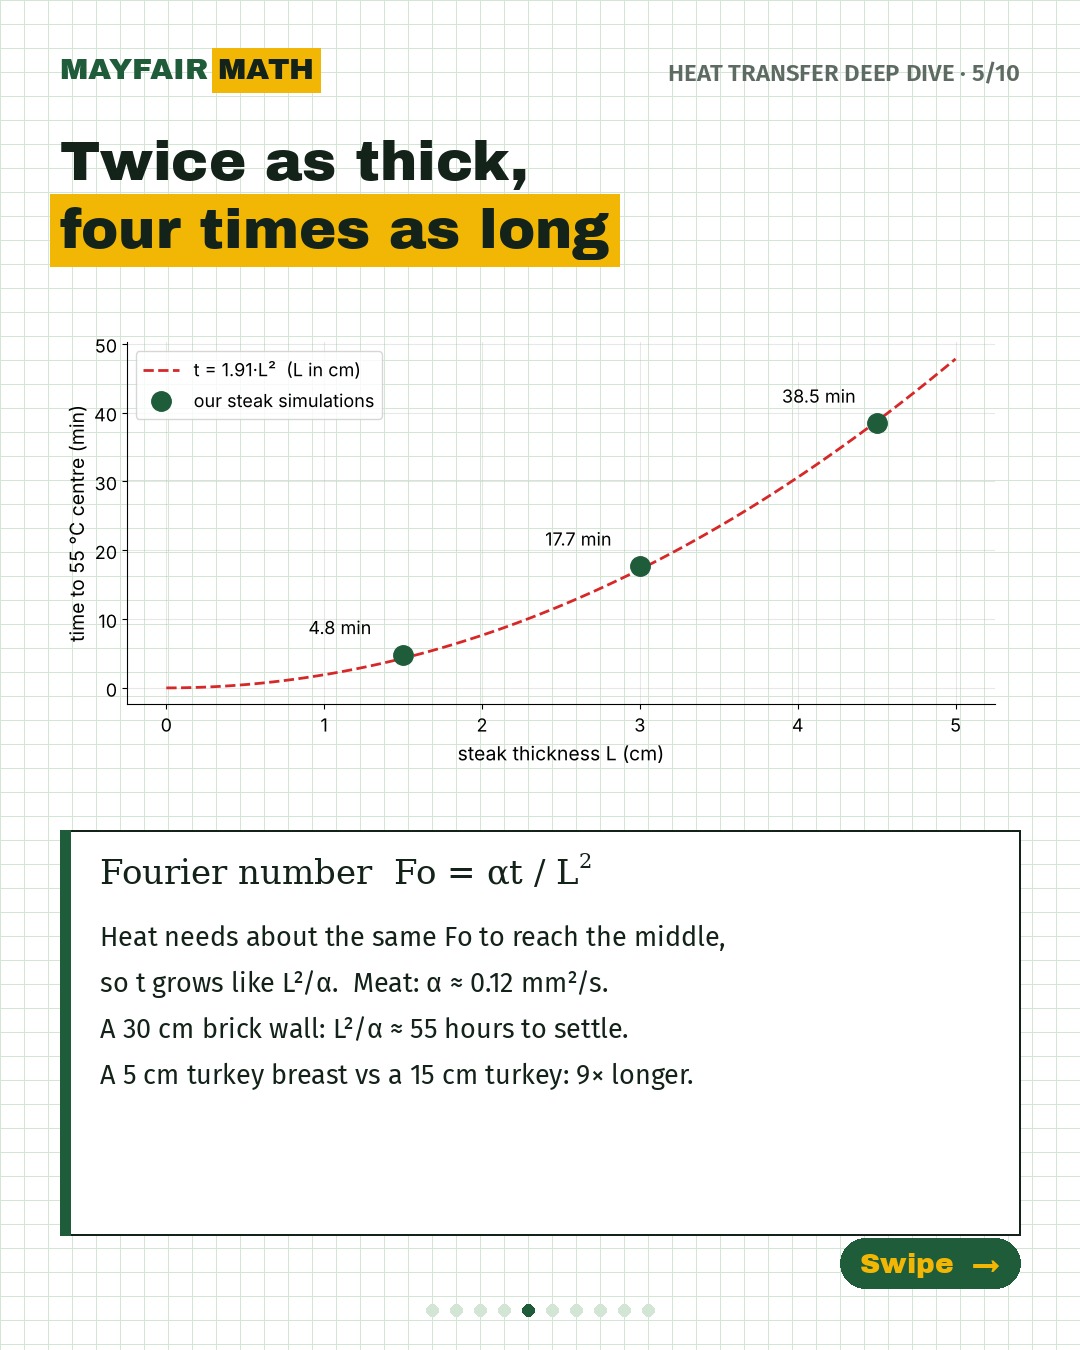 MAYFAIR MATH
HEAT TRANSFER DEEP DIVE · 5/10
Twice as thick,
four times as long
t = 1.91·L² (L in cm)
our steak simulations
time to 55 °C centre (min)
50
40
30
20
10
0
4.8 min
17.7 min
38.5 min
0 1 2 3 4 5
steak thickness L (cm)
Fourier number Fo = αt / L²
Heat needs about the same Fo to reach the middle,
so t grows like L²/α. Meat: α ≈ 0.12 mm²/s.
A 30 cm brick wall: L²/α ≈ 55 hours to settle.
A 5 cm turkey breast vs a 15 cm turkey: 9× longer.
Swipe →